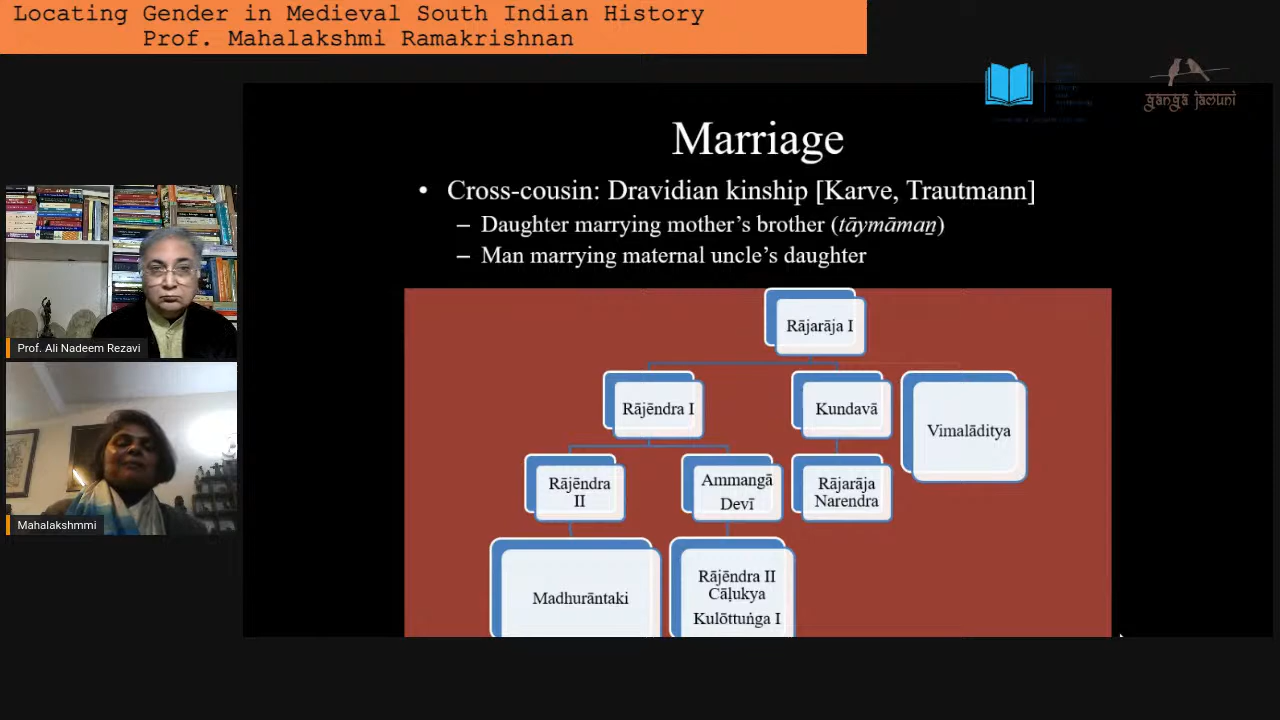 Locating Gender in Medieval South Indian History
Prof. Mahalakshmi Ramakrishnan
ganga jamuni
Marriage
• Cross-cousin: Dravidian kinship [Karve, Trautmann]
– Daughter marrying mother’s brother (tāymāmaṉ)
– Man marrying maternal uncle’s daughter
Rājarāja I
Rājēndra I
Kundavā
Vimalāditya
Rājēndra
II
Ammangā
Devī
Rājarāja
Narendra
Madhurāntaki
Rājēndra II
Cāḷukya
Kulōttuṅga I
Prof. Ali Nadeem Rezavi
Mahalakshmmi